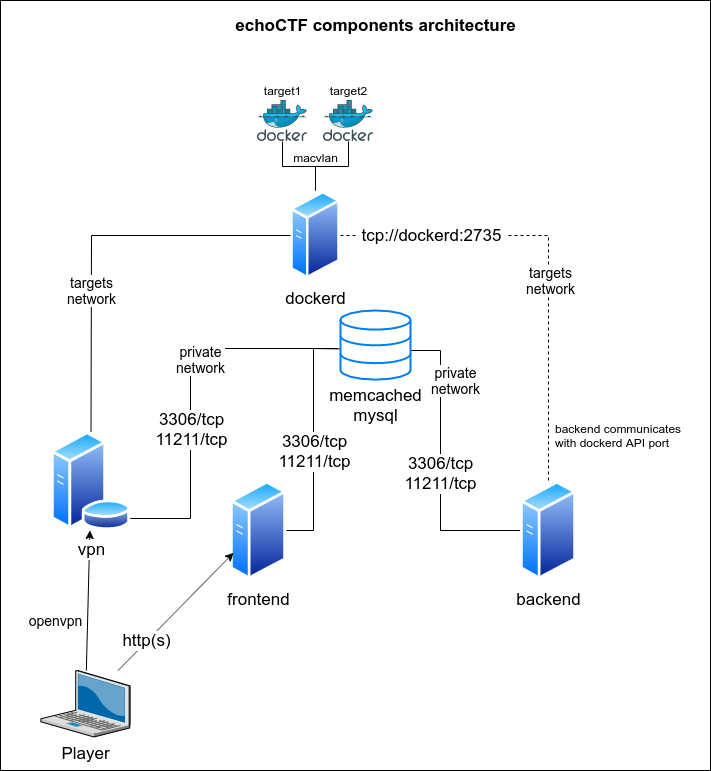 echoCTF components architecture
target1
target2
docker
docker
macvlan
tcp://dockerd:2735
targets
network
targets
network
dockerd
private
network
memcached
mysql
private
network
3306/tcp
11211/tcp
3306/tcp
11211/tcp
3306/tcp
11211/tcp
backend communicates
with dockerd API port
vpn
frontend
backend
openvpn
http(s)
Player